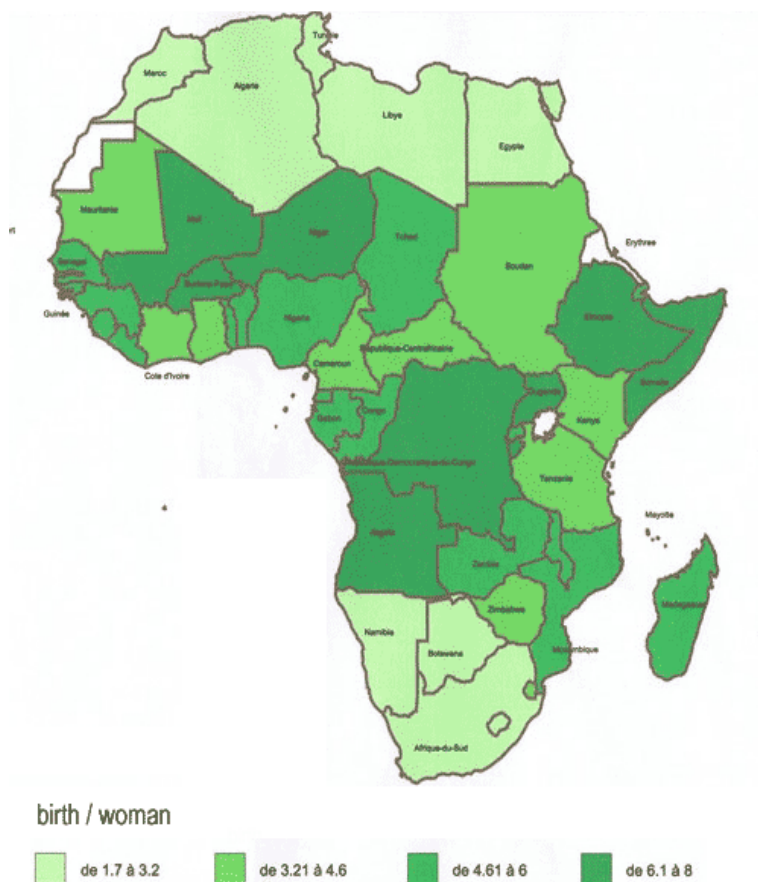 Tunisie
Maroc
Algerie
Libye
Egypte
Mauritanie
Mali
Niger
Tchad
Soudan
Erythree
Senegal
Burkina-Faso
Guinée
Nigeria
Ethiopie
Cote d'Ivoire
Cameroun
République-Centrafricaine
Somalie
Ouganda
Kenya
Gabon
Congo
République-Democratique-du-Congo
Tanzanie
Mayotte
Angola
Zambie
Madagascar
Zimbabwe
Namibie
Botswana
Mozambique
Afrique-du-Sud
birth / woman
de 1.7 à 3.2
de 3.21 à 4.6
de 4.61 à 6
de 6.1 à 8